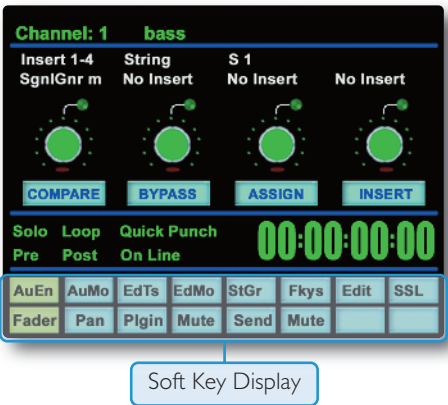 Channel: 1 bass
Insert 1-4 String S 1
SgnlGnr m No Insert No Insert No Insert
COMPARE BYPASS ASSIGN INSERT
Solo Loop Quick Punch 00:00:00:00
Pre Post On Line
AuEn AuMo EdTs EdMo StGr Fkys Edit SSL
Fader Pan Plgin Mute Send Mute
Soft Key Display